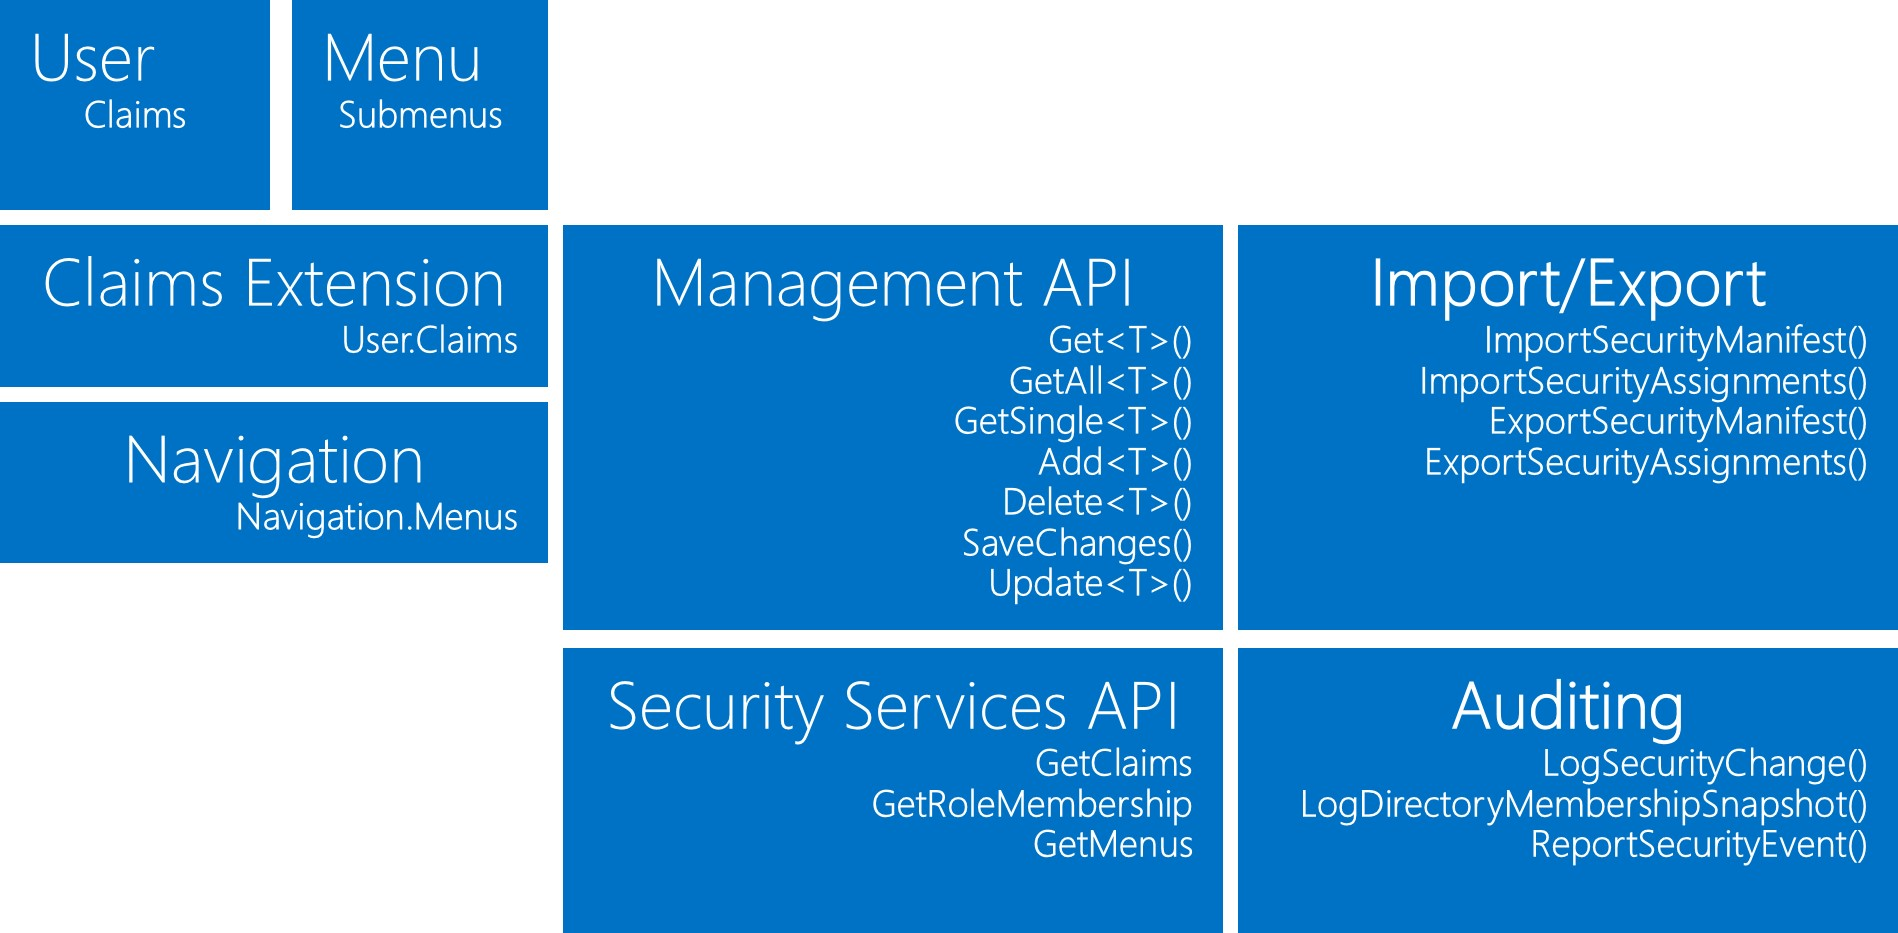 User
Claims
Menu
Submenus
Claims Extension
User.Claims
Navigation
Navigation.Menus
Management API
Get<T>()
GetAll<T>()
GetSingle<T>()
Add<T>()
Delete<T>()
SaveChanges()
Update<T>()
Import/Export
ImportSecurityManifest()
ImportSecurityAssignments()
ExportSecurityManifest()
ExportSecurityAssignments()
Security Services API
GetClaims
GetRoleMembership
GetMenus
Auditing
LogSecurityChange()
LogDirectoryMembershipSnapshot()
ReportSecurityEvent()